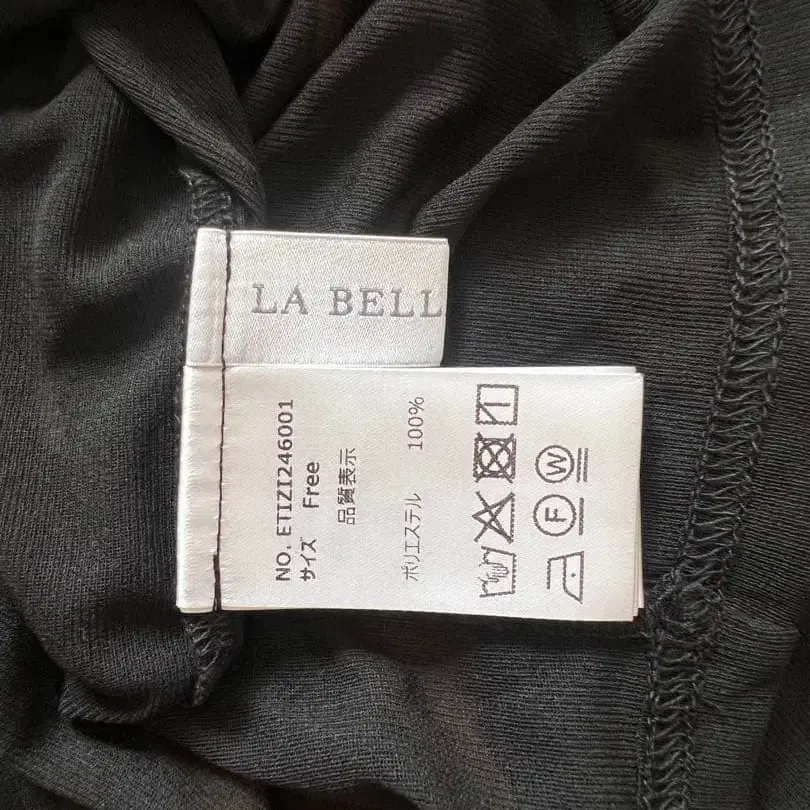 LA BELL
NO. ETIZI246001
サイズ Free
品質表示
ポリエステル 100%
F W